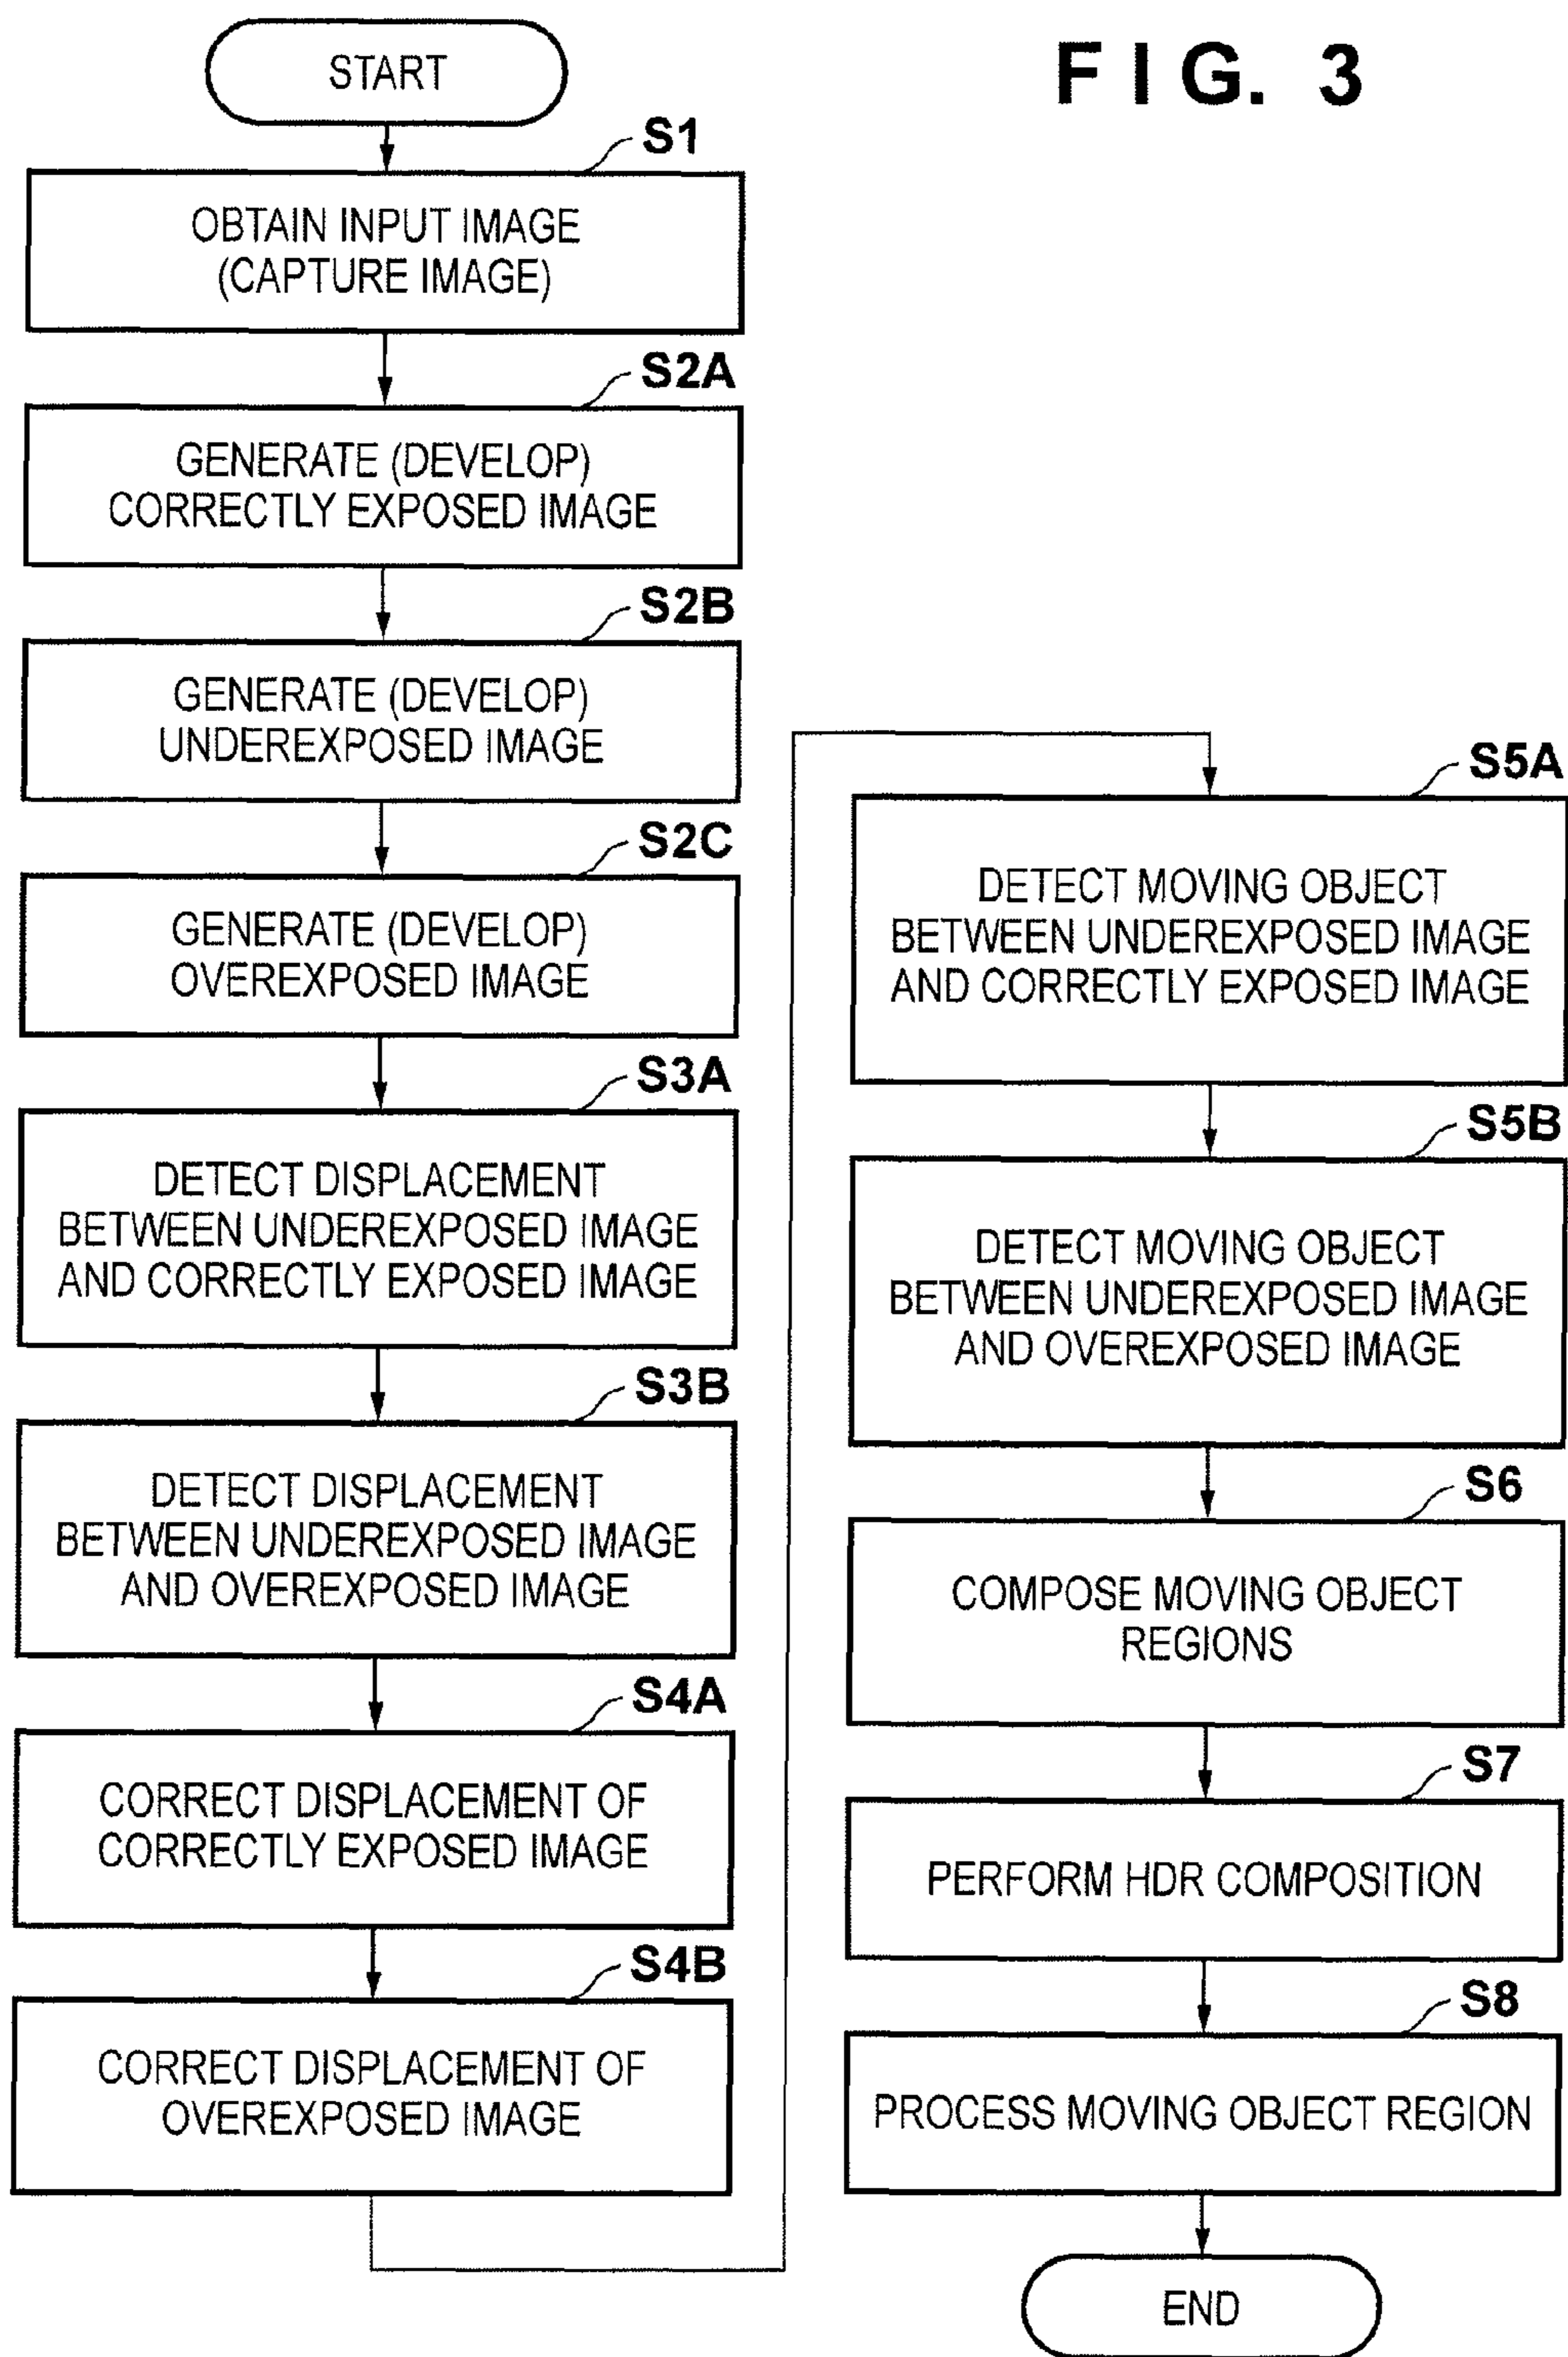 FIG. 3
START
S1
OBTAIN INPUT IMAGE
(CAPTURE IMAGE)
S2A
GENERATE (DEVELOP)
CORRECTLY EXPOSED IMAGE
S2B
GENERATE (DEVELOP)
UNDEREXPOSED IMAGE
S2C
GENERATE (DEVELOP)
OVEREXPOSED IMAGE
S3A
DETECT DISPLACEMENT
BETWEEN UNDEREXPOSED IMAGE
AND CORRECTLY EXPOSED IMAGE
S3B
DETECT DISPLACEMENT
BETWEEN UNDEREXPOSED IMAGE
AND OVEREXPOSED IMAGE
S4A
CORRECT DISPLACEMENT OF
CORRECTLY EXPOSED IMAGE
S4B
CORRECT DISPLACEMENT OF
OVEREXPOSED IMAGE
S5A
DETECT MOVING OBJECT
BETWEEN UNDEREXPOSED IMAGE
AND CORRECTLY EXPOSED IMAGE
S5B
DETECT MOVING OBJECT
BETWEEN UNDEREXPOSED IMAGE
AND OVEREXPOSED IMAGE
S6
COMPOSE MOVING OBJECT
REGIONS
S7
PERFORM HDR COMPOSITION
S8
PROCESS MOVING OBJECT REGION
END